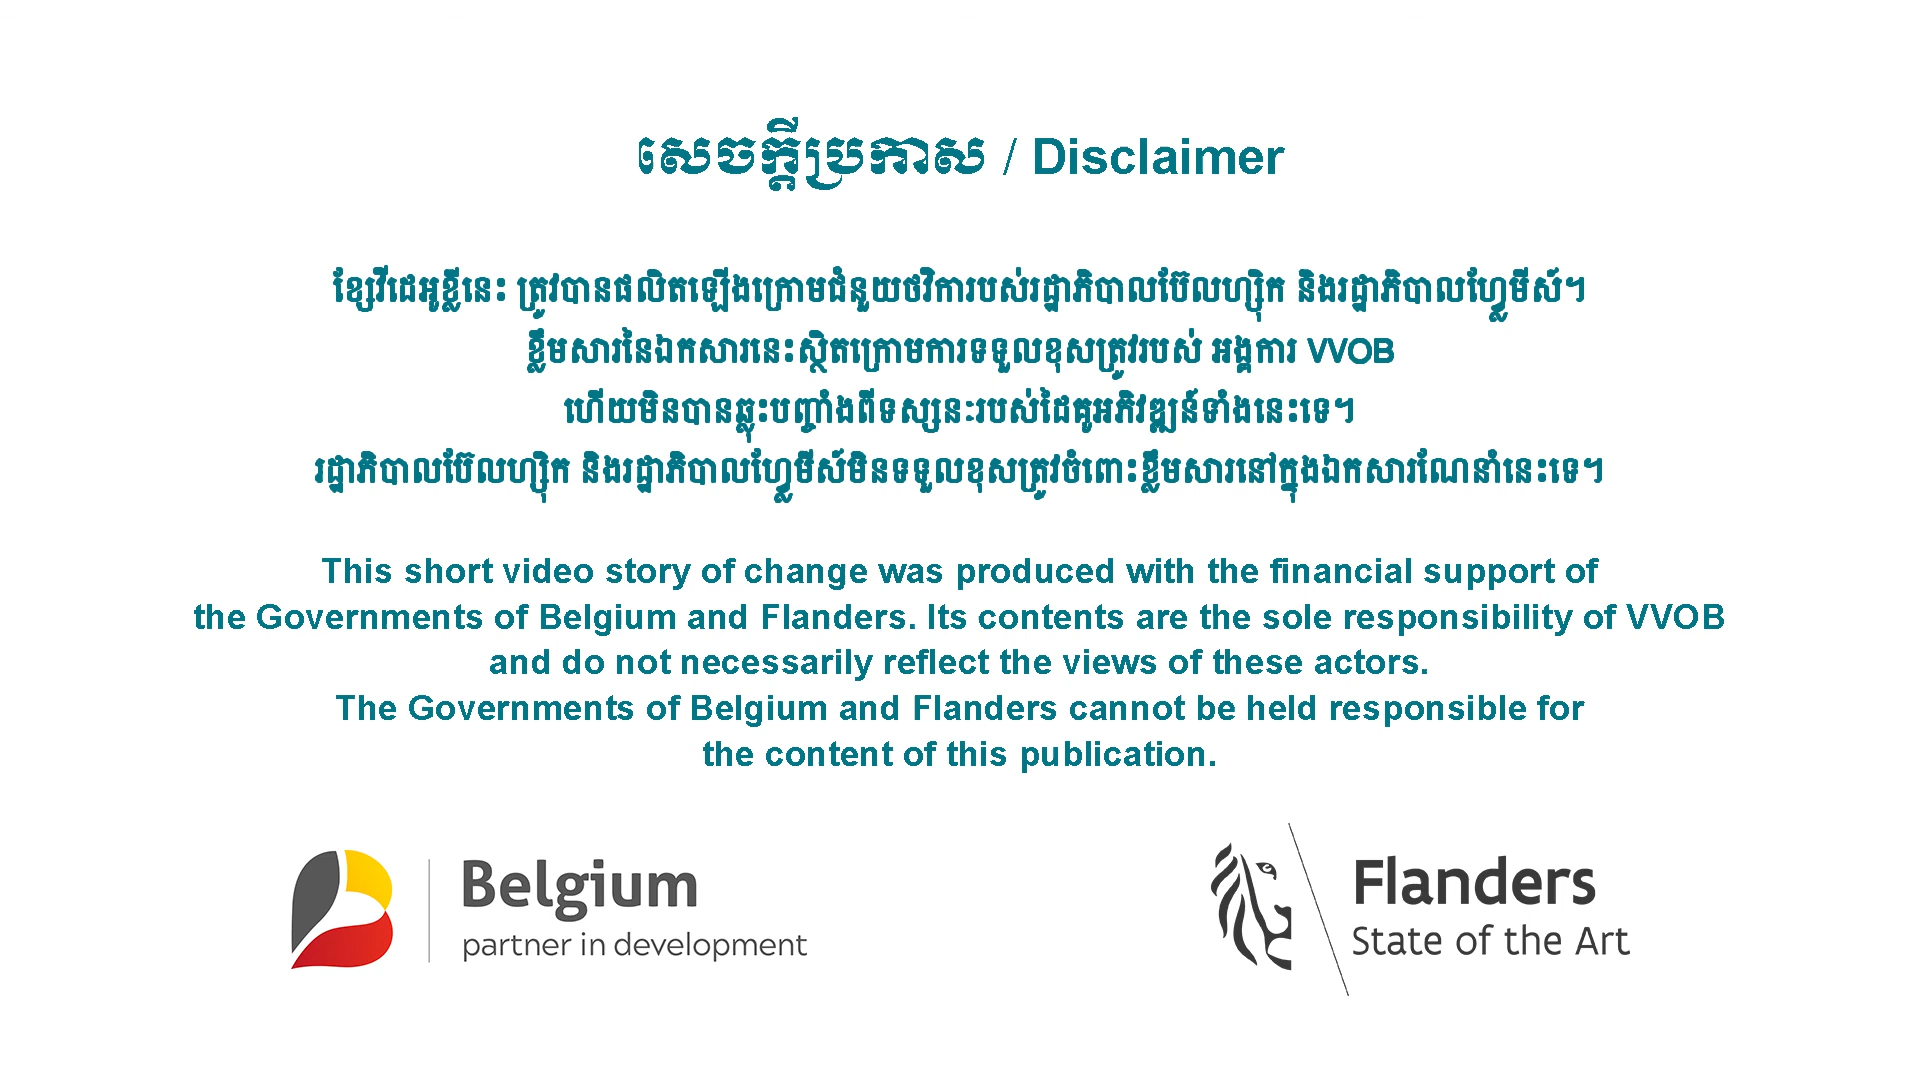 សេចក្ដីប្រកាស / Disclaimer
ខ្សែវីដេអូខ្លីនេះ ត្រូវបានផលិតឡើងក្រោមជំនួយថវិការបស់រដ្ឋាភិបាលប៊ែលហ្ស៊ិក និងរដ្ឋាភិបាលហ្វ្លែមីស៍។
ខ្លឹមសារនៃឯកសារនេះស្ថិតក្រោមការទទួលខុសត្រូវរបស់ អង្គការ VVOB
ហើយមិនបានឆ្លុះបញ្ចាំងពីទស្សនៈរបស់ដៃគូអភិវឌ្ឍន៍ទាំងនេះទេ។
រដ្ឋាភិបាលប៊ែលហ្ស៊ិក និងរដ្ឋាភិបាលហ្វ្លែមីស៍មិនទទួលខុសត្រូវចំពោះខ្លឹមសារនៅក្នុងឯកសារណែនាំនេះទេ។
This short video story of change was produced with the financial support of
the Governments of Belgium and Flanders. Its contents are the sole responsibility of VVOB
and do not necessarily reflect the views of these actors.
The Governments of Belgium and Flanders cannot be held responsible for
the content of this publication.
Belgium
partner in development
Flanders
State of the Art